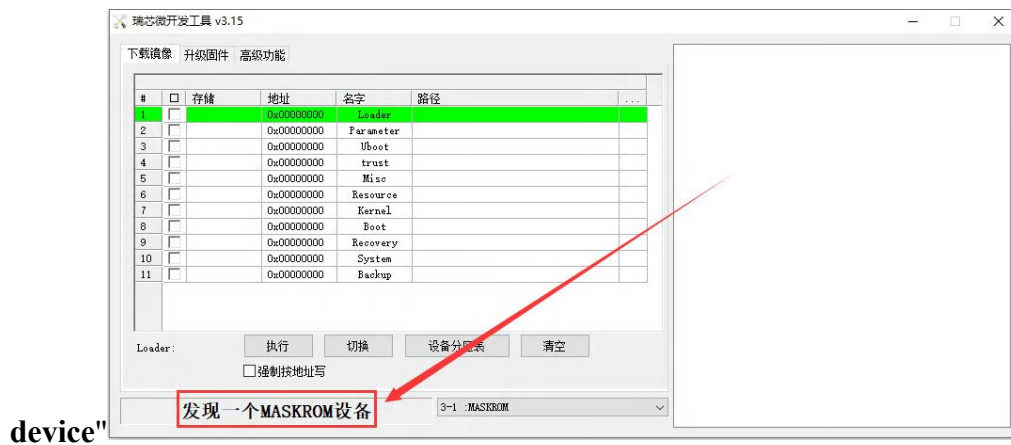 瑞芯微开发工具 v3.15
下载镜像 升级固件 高级功能
# 存储 地址 名字 路径 ...
1 0x00000000 Loader
2 0x00000000 Parameter
3 0x00000000 Uboot
4 0x00000000 trust
5 0x00000000 Misc
6 0x00000000 Resource
7 0x00000000 Kernel
8 0x00000000 Boot
9 0x00000000 Recovery
10 0x00000000 System
11 0x00000000 Backup
Loader: 执行 切换 设备分区表 清空
强制按地址写
发现一个MASKROM设备 3-1 :MASKROM
device"